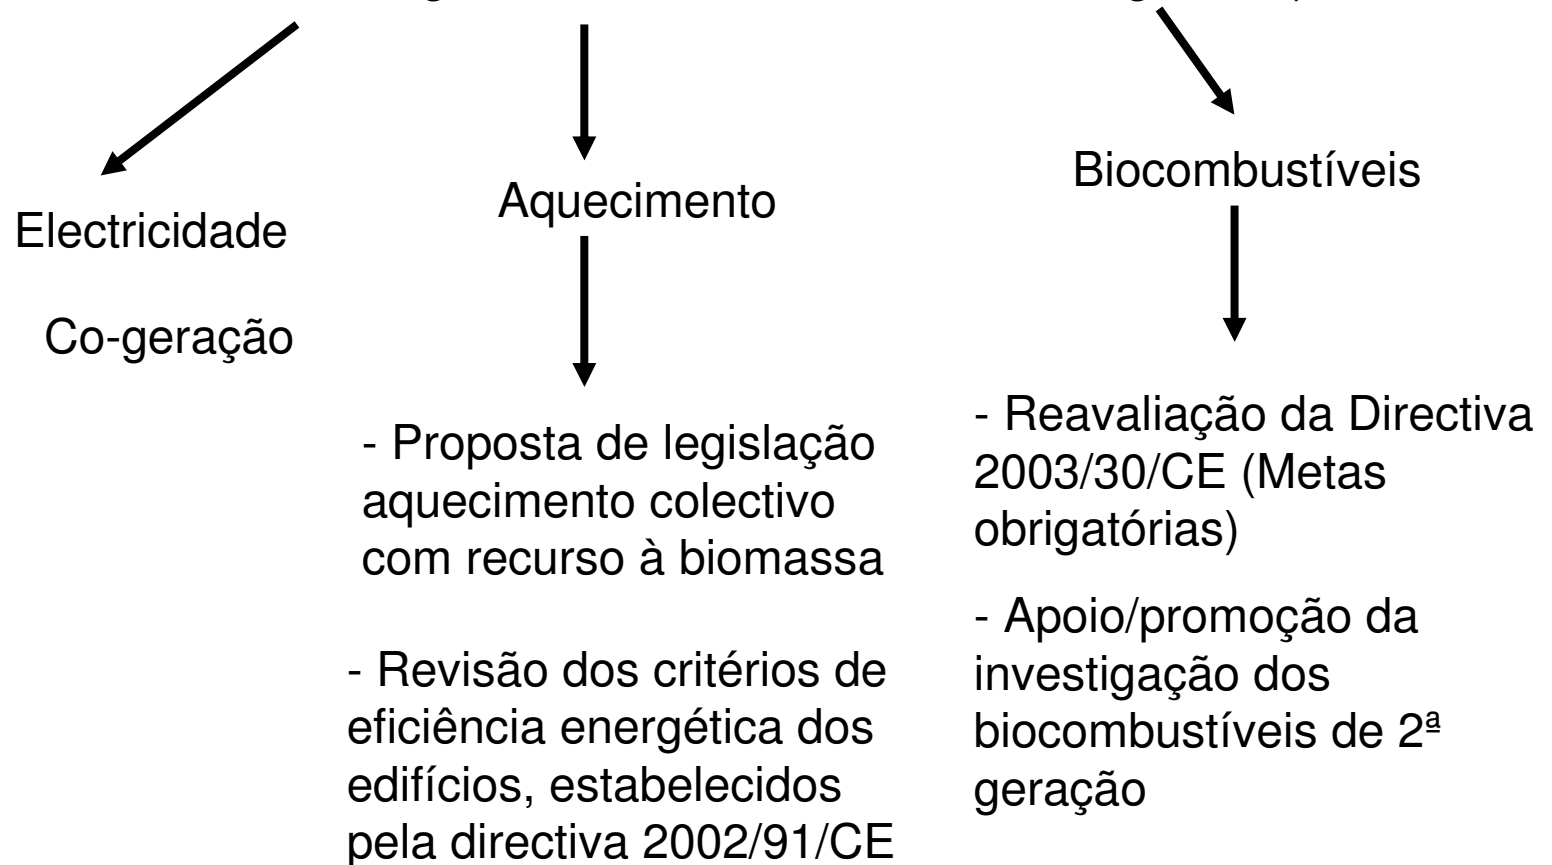 Electricidade
Co-geração
Aquecimento
- Proposta de legislação
aquecimento colectivo
com recurso à biomassa
- Revisão dos critérios de
eficiência energética dos
edifícios, estabelecidos
pela directiva 2002/91/CE
Biocombustíveis
- Reavaliação da Directiva
2003/30/CE (Metas
obrigatórias)
- Apoio/promoção da
investigação dos
biocombustíveis de 2ª
geração